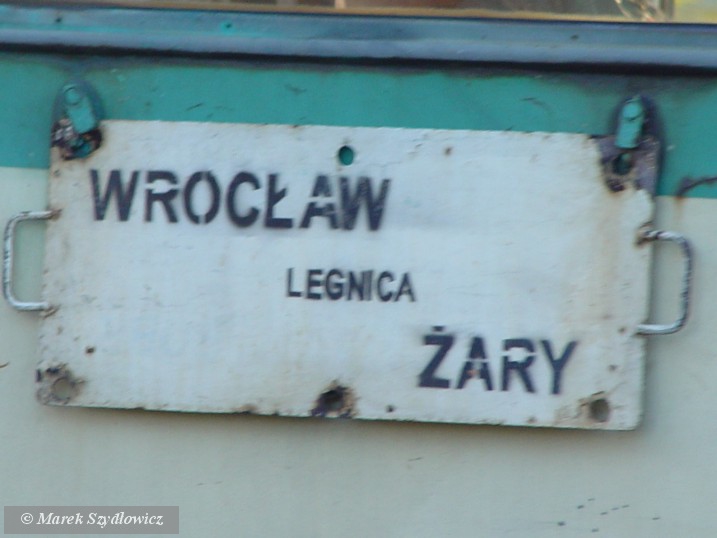 WROCŁAW
LEGNICA
ŻARY
© Marek Szydłowicz